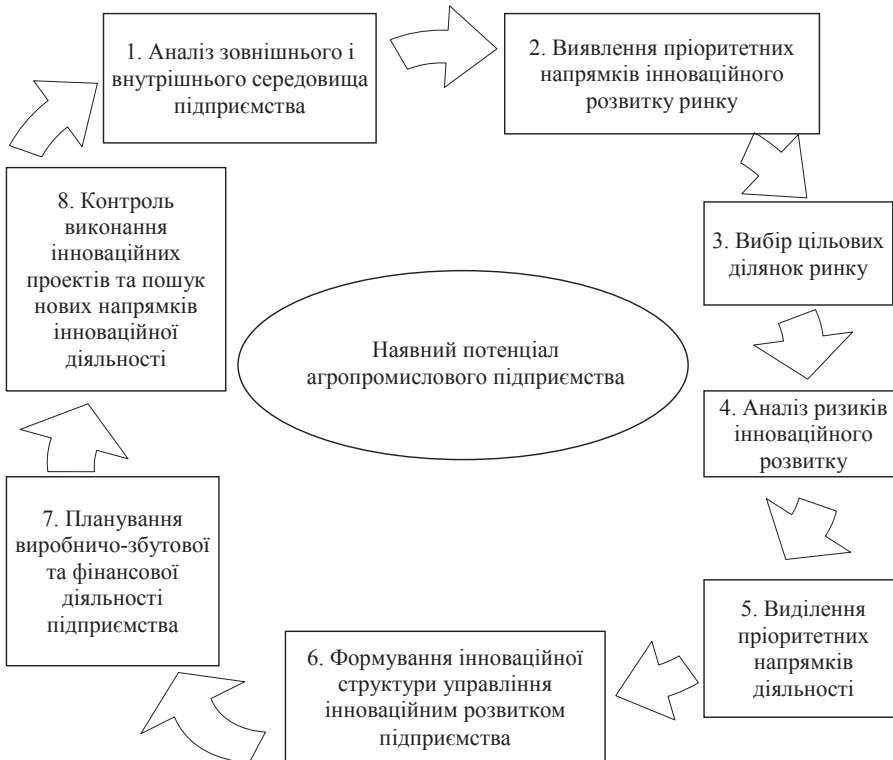 1. Аналіз зовнішнього і
внутрішнього середовища
підприємства
2. Виявлення пріоритетних
напрямків інноваційного
розвитку ринку
3. Вибір цільових
ділянок ринку
4. Аналіз ризиків
інноваційного
розвитку
5. Виділення
пріоритетних
напрямків
діяльності
6. Формування інноваційної
структури управління
інноваційним розвитком
підприємства
7. Планування
виробничо-збутової
та фінансової
діяльності
підприємства
8. Контроль
виконання
інноваційних
проектів та пошук
нових напрямків
інноваційної
діяльності
Наявний потенціал
агропромислового підприємства